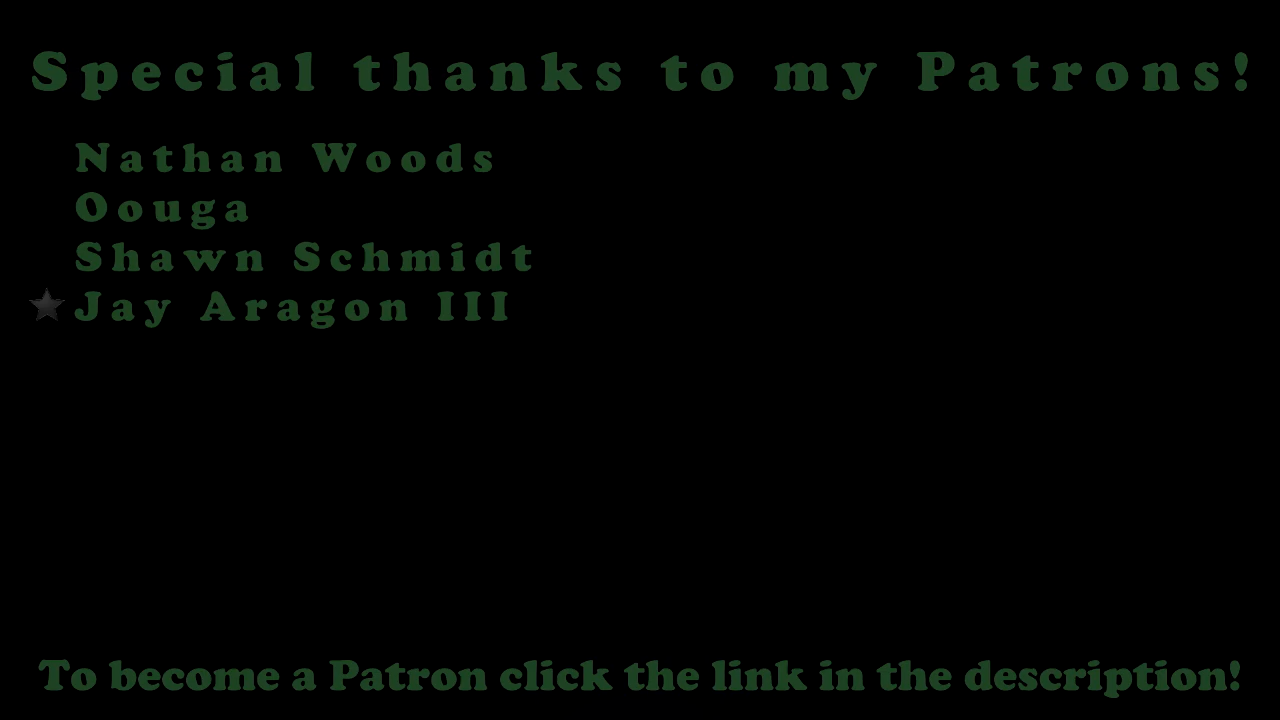 Special thanks to my Patrons!
Nathan Woods
Oouga
Shawn Schmidt
Jay Aragon III
To become a Patron click the link in the description!